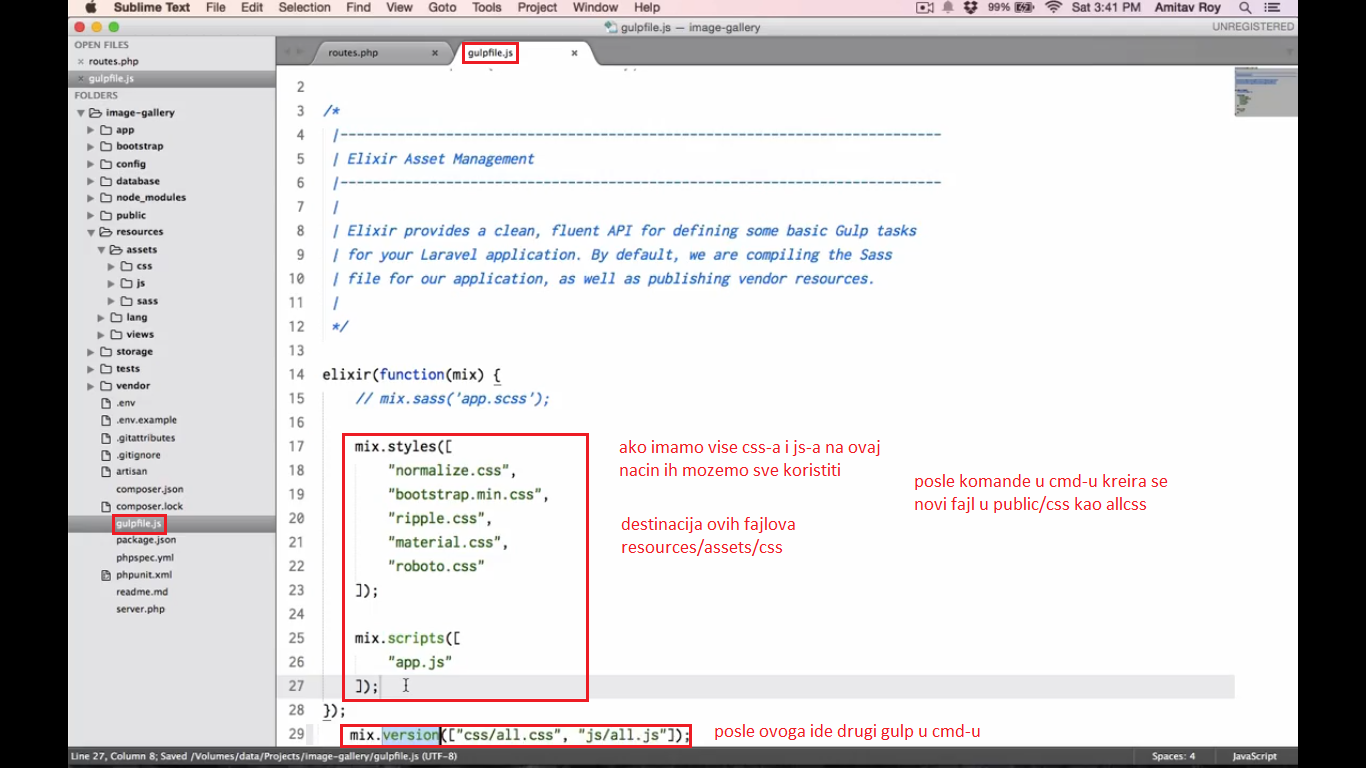 Sublime Text File Edit Selection Find View Goto Tools Project Window Help 99% Sat 3:41 PM Amitav Roy
gulpfile.js — image-gallery UNREGISTERED
OPEN FILES
routes.php
gulpfile.js
FOLDERS
image-gallery
app
bootstrap
config
database
node_modules
public
resources
assets
css
js
sass
lang
views
storage
tests
vendor
.env
.env.example
.gitattributes
.gitignore
artisan
composer.json
composer.lock
gulpfile.js
package.json
phpspec.yml
phpunit.xml
readme.md
server.php
routes.php gulpfile.js
2
3 /*
4 |--------------------------------------------------------------------------
5 | Elixir Asset Management
6 |--------------------------------------------------------------------------
7 |
8 | Elixir provides a clean, fluent API for defining some basic Gulp tasks
9 | for your Laravel application. By default, we are compiling the Sass
10 | file for our application, as well as publishing vendor resources.
11 |
12 */
13
14 elixir(function(mix) {
15 // mix.sass('app.scss');
16
17 mix.styles([
18 "normalize.css",
19 "bootstrap.min.css",
20 "ripple.css",
21 "material.css",
22 "roboto.css"
23 ]);
24
25 mix.scripts([
26 "app.js"
27 ]);
28 });
29 mix.version(["css/all.css", "js/all.js"]);
ako imamo vise css-a i js-a na ovaj
nacin ih mozemo sve koristiti
destinacija ovih fajlova
resources/assets/css
posle komande u cmd-u kreira se
novi fajl u public/css kao allcss
posle ovoga ide drugi gulp u cmd-u
Line 27, Column 8; Saved /Volumes/data/Projects/image-gallery/gulpfile.js (UTF-8) Spaces: 4 JavaScript